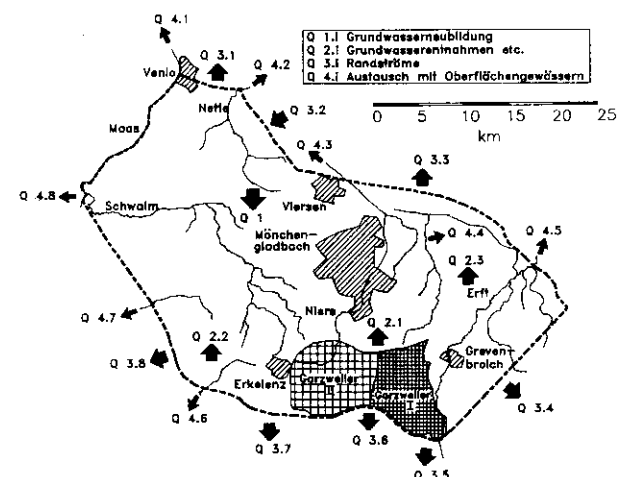 Q 4.1
Q 1.i Grundwasserneubildung
Q 2.i Grundwasserentnahmen etc.
Q 3.i Randströme
Q 4.i Austausch mit Oberflächengewässern
Q 3.1
Venlo
Q 4.2
Nette
0 5 10 15 20 25
km
Q 3.2
Maas
Q 4.3
Q 3.3
Q 4.8
Schwalm
Viersen
Q 1
Mönchen-
gladbach
Q 4.4
Q 4.5
Q 2.3
Erft
Niers
Q 4.7
Q 2.2
Q 2.1
Q 3.8
Greven-
broich
Erkelenz
Garzweiler
II
Garzweiler
I
Q 3.4
Q 4.6
Q 3.7
Q 3.6
Q 3.5